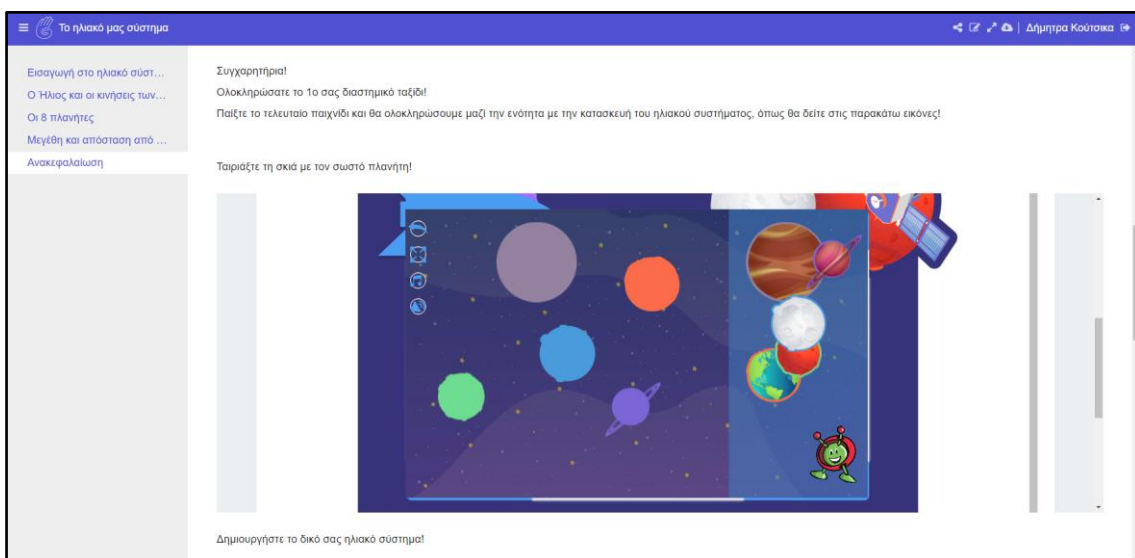 Το ηλιακό μας σύστημα
Δήμητρα Κούτσικα
Εισαγωγή στο ηλιακό σύστ…
Ο Ήλιος και οι κινήσεις των…
Οι 8 πλανήτες
Μεγέθη και απόσταση από …
Ανακεφαλαίωση
Συγχαρητήρια!
Ολοκληρώσατε το 1ο σας διαστημικό ταξίδι!
Παίξτε το τελευταίο παιχνίδι και θα ολοκληρώσουμε μαζί την ενότητα με την κατασκευή του ηλιακού συστήματος, όπως θα δείτε στις παρακάτω εικόνες!
Ταιριάξτε τη σκιά με τον σωστό πλανήτη!
Δημιουργήστε το δικό σας ηλιακό σύστημα!